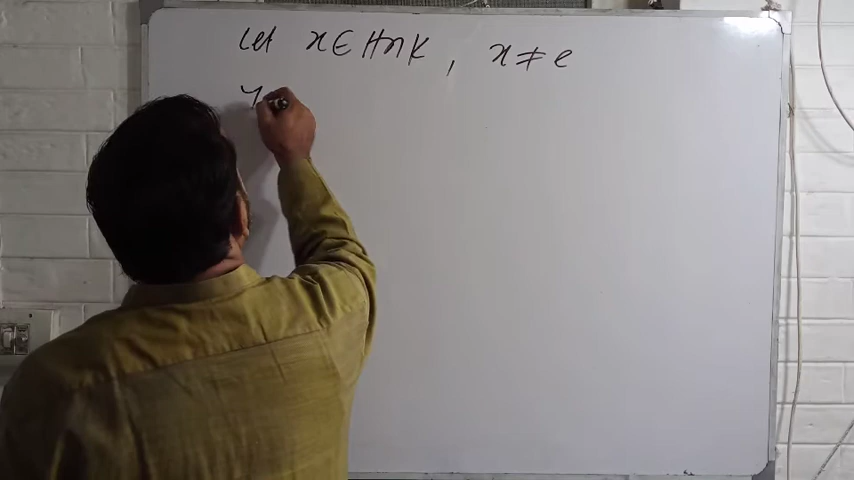 Let x ∈ H∩K, x ≠ e